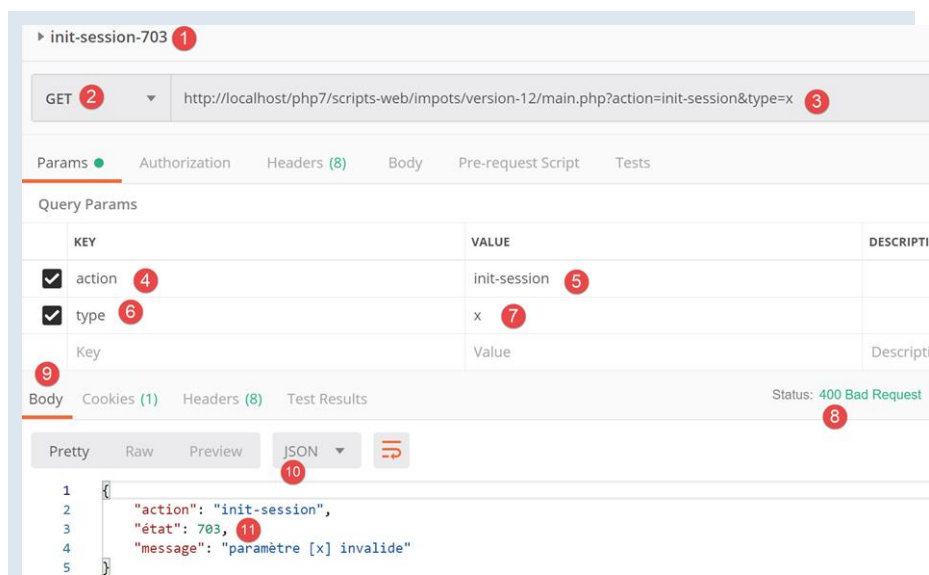 init-session-703 1
GET 2 http://localhost/php7/scripts-web/impots/version-12/main.php?action=init-session&type=x 3
Params Authorization Headers (8) Body Pre-request Script Tests
Query Params
KEY VALUE DESCRIPTI
action 4 init-session 5
type 6 x 7
Key Value Descripti
9
Body Cookies (1) Headers (8) Test Results Status: 400 Bad Request
8
Pretty Raw Preview JSON
10
1 {
2 "action": "init-session",
3 "état": 703, 11
4 "message": "paramètre [x] invalide"
5 }